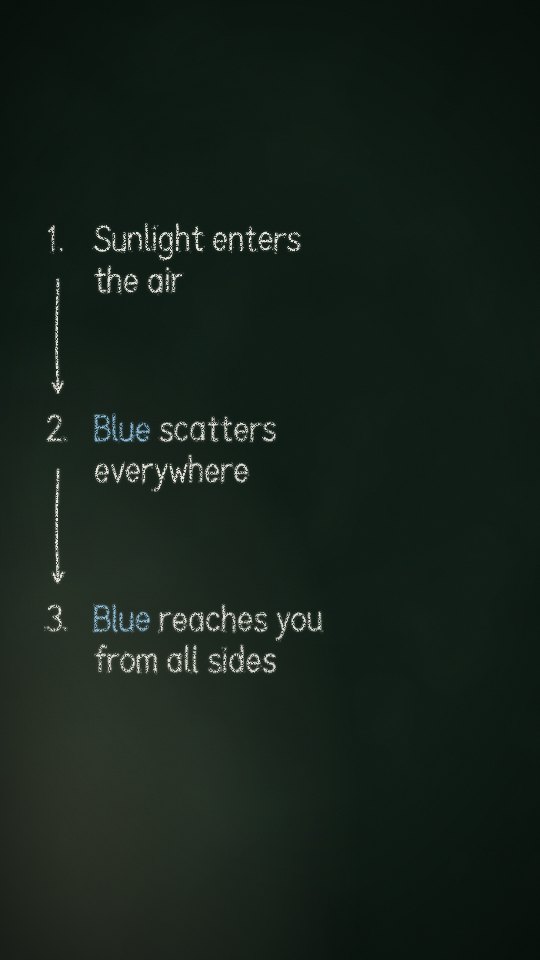 1. Sunlight enters
the air
2. Blue scatters
everywhere
3. Blue reaches you
from all sides